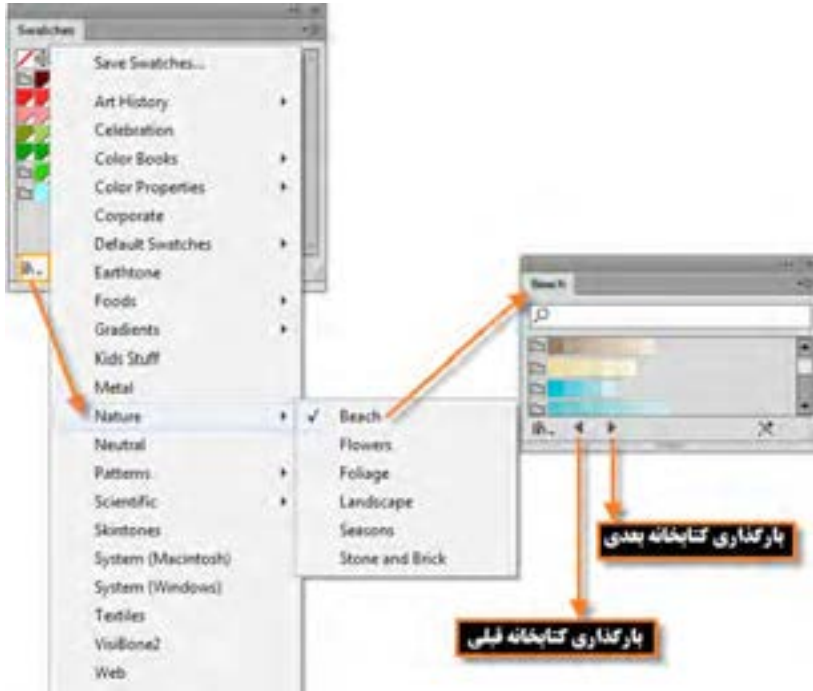 Swatches
Save Swatches...
Art History
Celebration
Color Books
Color Properties
Corporate
Default Swatches
Earthtone
Foods
Gradients
Kids Stuff
Metal
Nature
Neutral
Patterns
Scientific
Skintones
System (Macintosh)
System (Windows)
Textiles
VisiBone2
Web
Beach
Flowers
Foliage
Landscape
Seasons
Stone and Brick
Beach
بارگذاری کتابخانه بعدی
بارگذاری کتابخانه قبلی